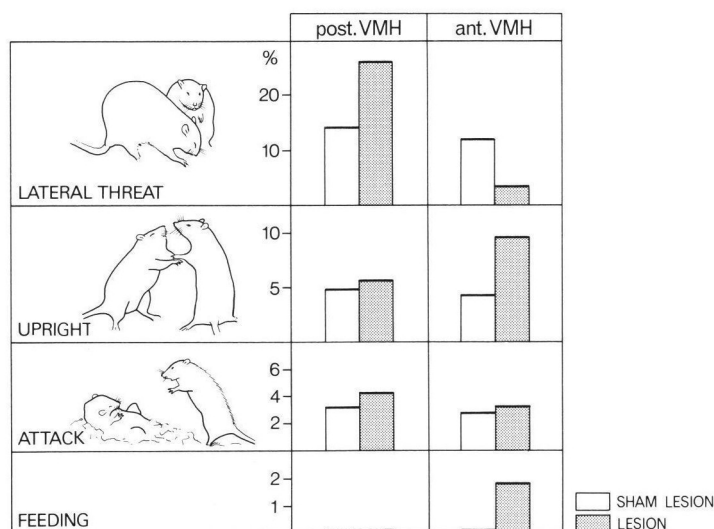 post. VMH
ant. VMH
%
20
10
LATERAL THREAT
10
5
UPRIGHT
6
4
2
ATTACK
2
1
FEEDING
SHAM LESION
LESION